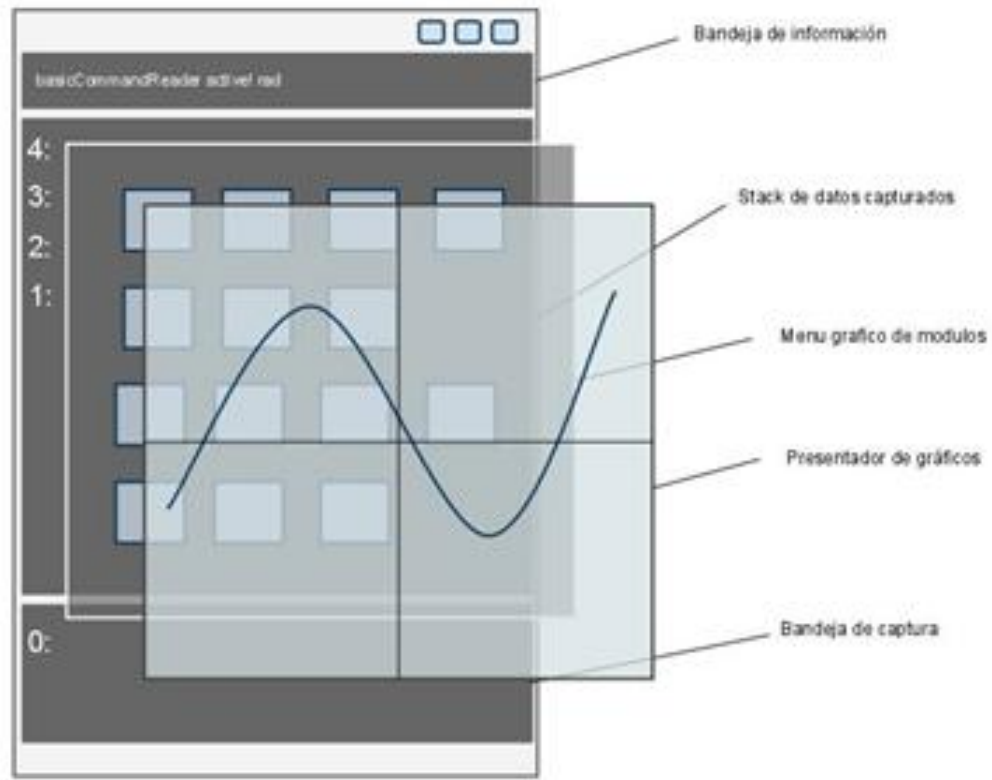 Bandeja de información
basicCommandReader active! rad
4:
3:
Stack de datos capturados
2:
1:
Menu grafico de modulos
Presentador de gráficos
Bandeja de captura
0: